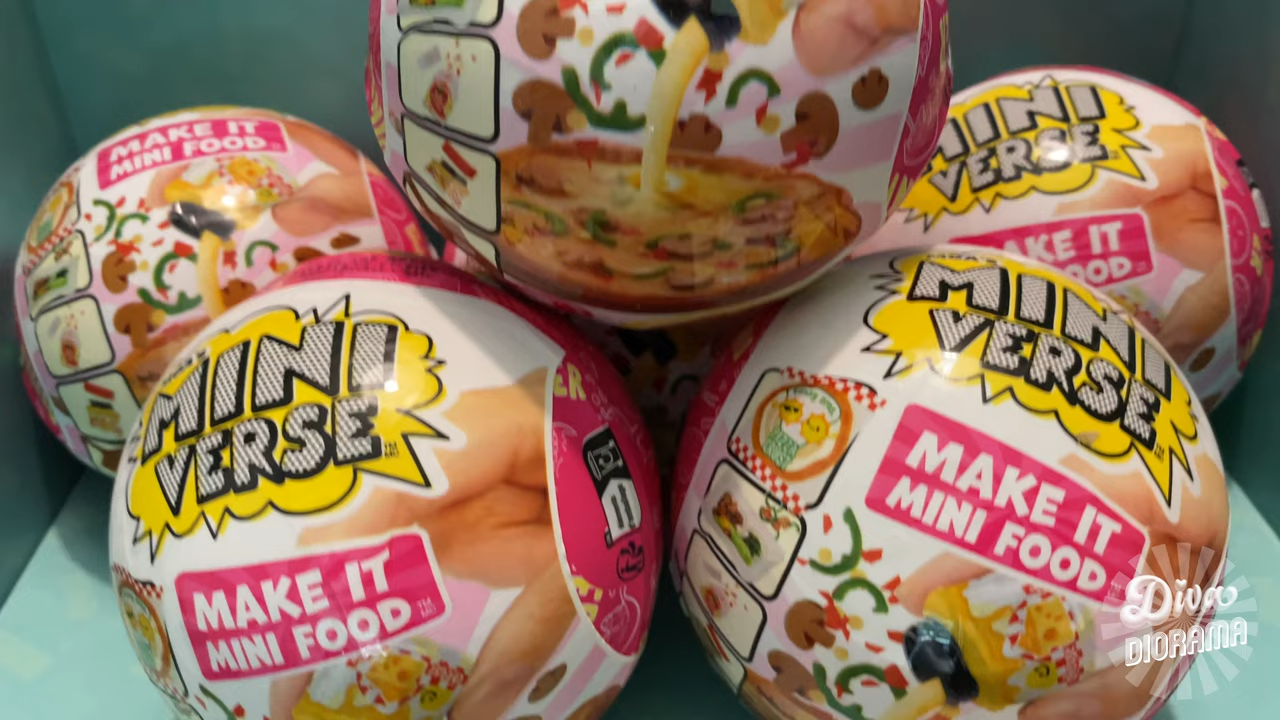 MAKE IT
MINI FOOD
MINI
VERSE
MAKE IT
FOOD
MINI
VERSE
MAKE IT
MINI FOOD
MINI
VERSE
MAKE IT
MINI FOOD
Diva
DIORAMA